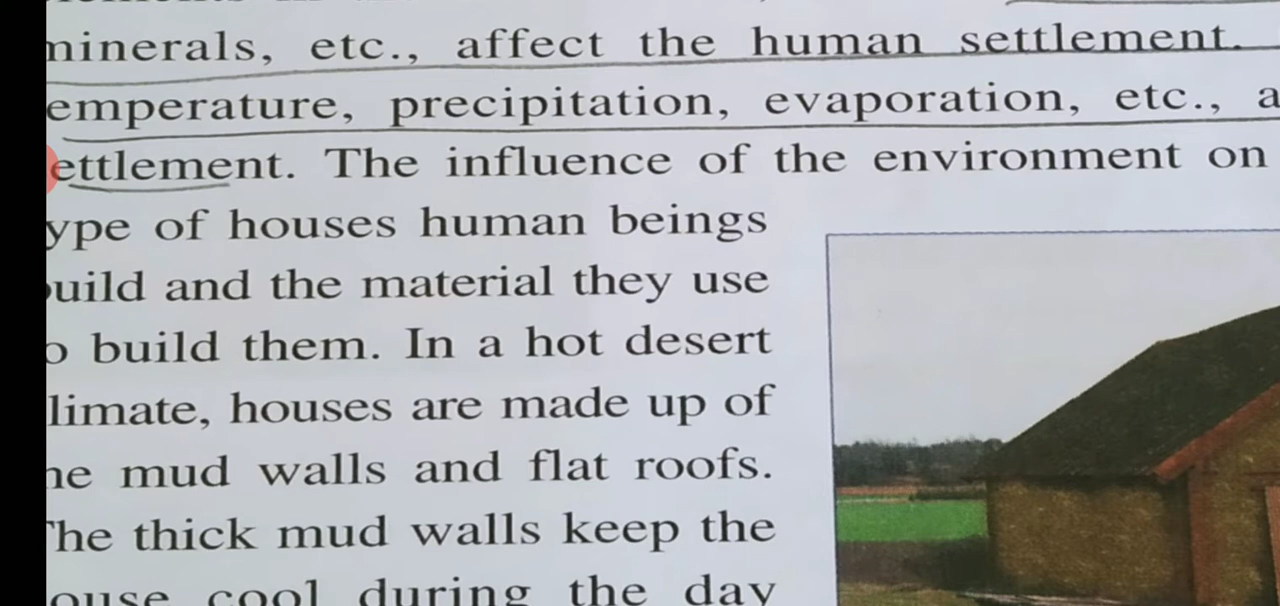 minerals, etc., affect the human settlement.
emperature, precipitation, evaporation, etc.,
ettlement. The influence of the environment on
ype of houses human beings
uild and the material they use
o build them. In a hot desert
limate, houses are made up of
he mud walls and flat roofs.
The thick mud walls keep the
ouse cool during the day